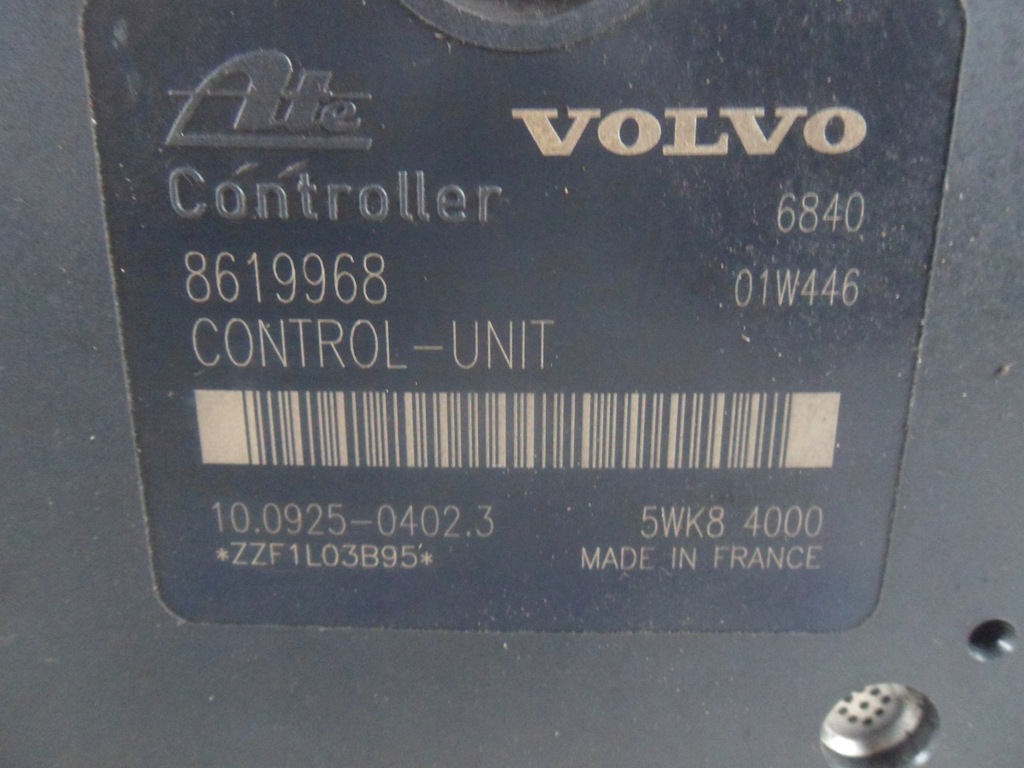 Ate VOLVO
Controller 6840
8619968 01W446
CONTROL-UNIT
10.0925-0402.3 5WK8 4000
*ZZF1L03B95* MADE IN FRANCE